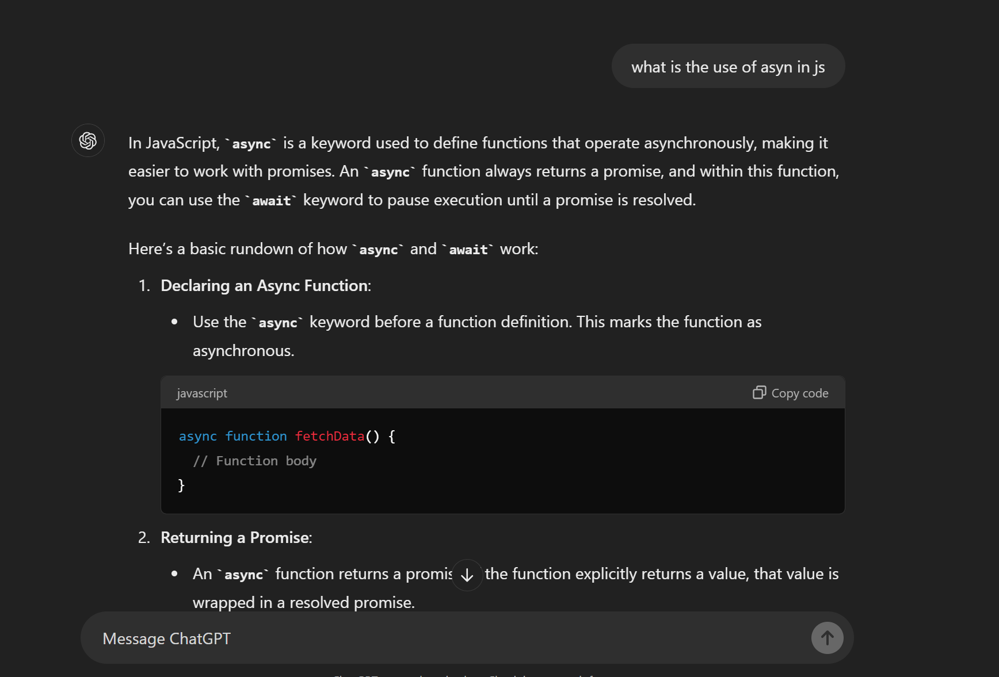 what is the use of asyn in js
In JavaScript, `async` is a keyword used to define functions that operate asynchronously, making it
easier to work with promises. An `async` function always returns a promise, and within this function,
you can use the `await` keyword to pause execution until a promise is resolved.
Here’s a basic rundown of how `async` and `await` work:
1. Declaring an Async Function:
• Use the `async` keyword before a function definition. This marks the function as
asynchronous.
javascript
Copy code
async function fetchData() {
// Function body
}
2. Returning a Promise:
• An `async` function returns a the function explicitly returns a value, that value is
wrapped in a resolved promise.
Message ChatGPT